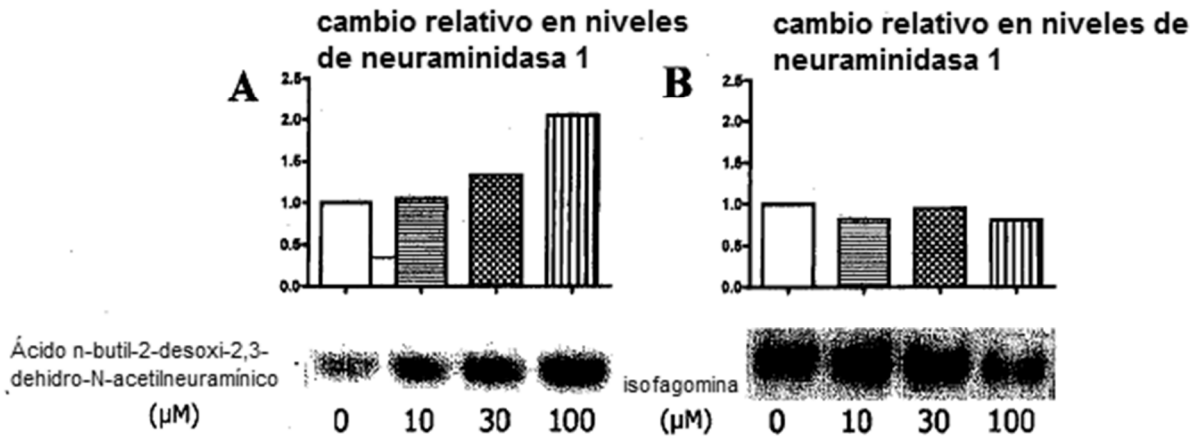 cambio relativo en niveles
de neuraminidasa 1
A
2.5
2.0
1.5
1.0
0.5
0.0
Ácido n-butil-2-desoxi-2,3-
dehidro-N-acetilneuramínico
(µM) 0 10 30 100
cambio relativo en niveles de
neuraminidasa 1
B
2.5
2.0
1.5
1.0
0.5
0.0
isofagomina
(µM) 0 10 30 100